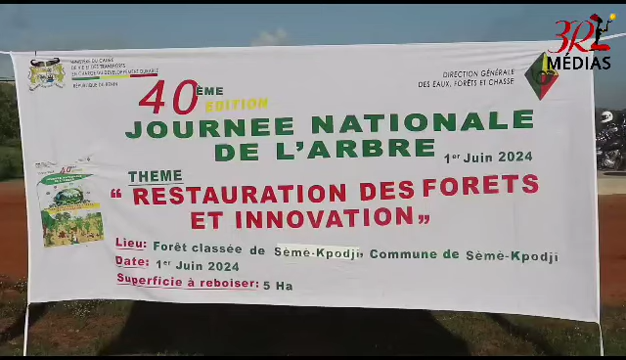 3RL
MÉDIAS
DIRECTION GÉNÉRALE
DES EAUX, FORÊTS ET CHASSE
RÉPUBLIQUE DU BÉNIN
40ÈME
EDITION
JOURNEE NATIONALE
DE L'ARBRE
1er Juin 2024
THEME
“ RESTAURATION DES FORETS
ET INNOVATION „
Lieu: Forêt classée de Sèmè-Kpodji, Commune de Sèmè-Kpodji
Date: 1er Juin 2024
Superficie à reboiser: 5 Ha